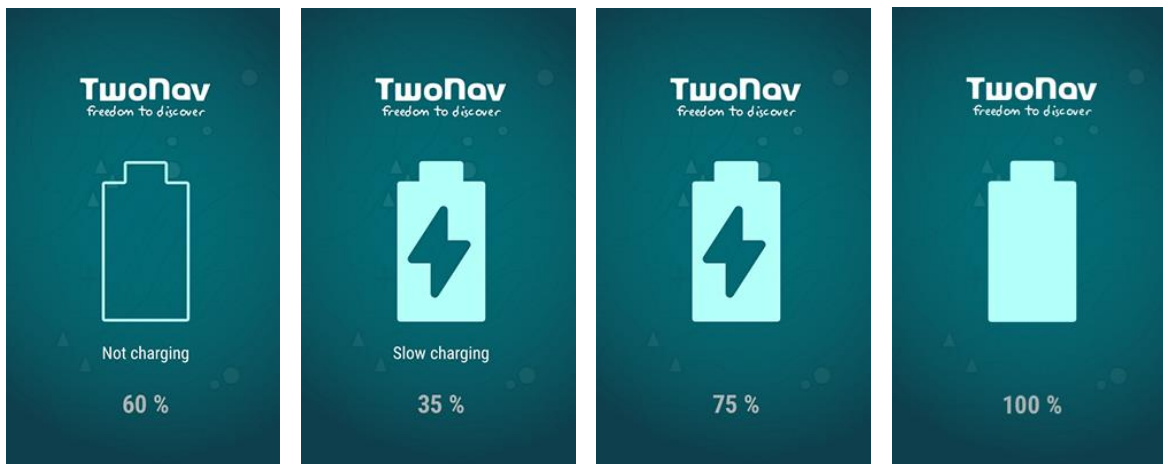 TwoNav
freedom to discover
Not charging
60 %
TwoNav
freedom to discover
Slow charging
35 %
TwoNav
freedom to discover
75 %
TwoNav
freedom to discover
100 %